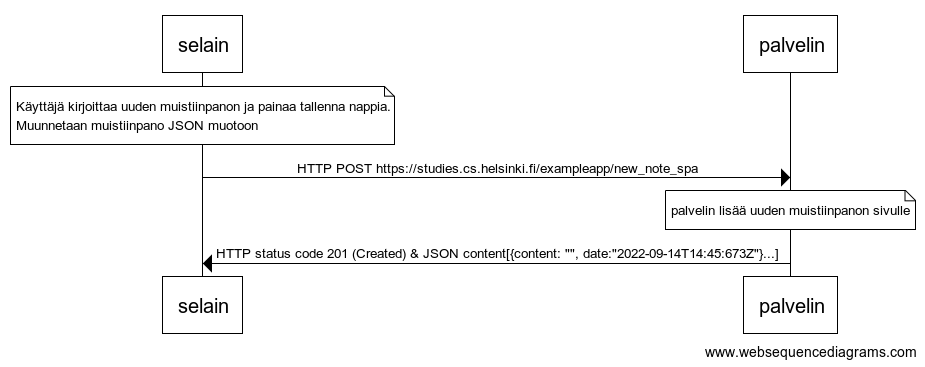 selain
palvelin
Käyttäjä kirjoittaa uuden muistiinpanon ja painaa tallenna nappia.
Muunnetaan muistiinpano JSON muotoon
HTTP POST https://studies.cs.helsinki.fi/exampleapp/new_note_spa
palvelin lisää uuden muistiinpanon sivulle
HTTP status code 201 (Created) & JSON content[{content: "", date:"2022-09-14T14:45:673Z"}...]
selain
palvelin
www.websequencediagrams.com